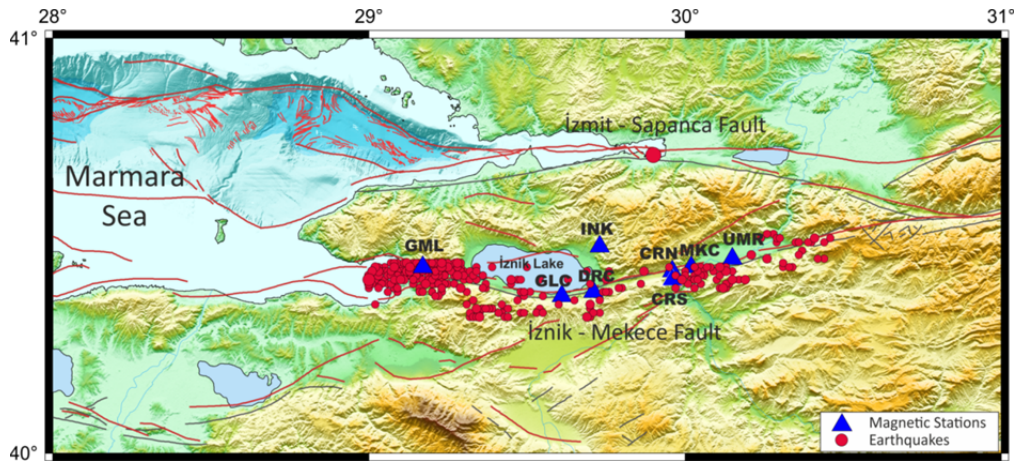 28°
29°
30°
31°
41°
İzmit - Sapanca Fault
Marmara
Sea
INK
GML
CRN
MKC
UMR
İznik Lake
GLC
DRC
CRS
İznik - Mekece Fault
Magnetic Stations
Earthquakes
40°